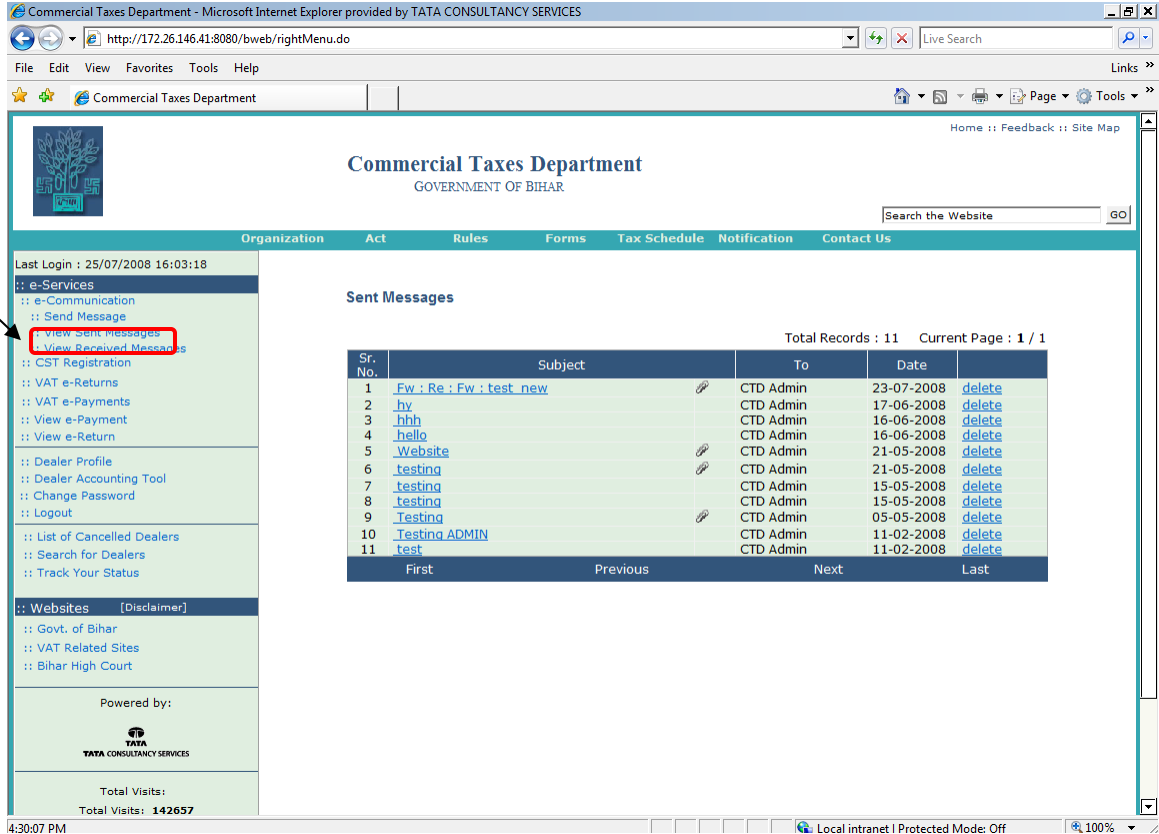 Commercial Taxes Department - Microsoft Internet Explorer provided by TATA CONSULTANCY SERVICES
http://172.26.146.41:8080/bweb/rightMenu.do
Live Search
File Edit View Favorites Tools Help
Links »
Commercial Taxes Department
Page Tools »
Home :: Feedback :: Site Map
Commercial Taxes Department
GOVERNMENT OF BIHAR
Search the Website GO
Organization Act Rules Forms Tax Schedule Notification Contact Us
Last Login : 25/07/2008 16:03:18
:: e-Services
:: e-Communication
:: Send Message
:: View Sent Messages
:: View Received Messages
:: CST Registration
:: VAT e-Returns
:: VAT e-Payments
:: View e-Payment
:: View e-Return
:: Dealer Profile
:: Dealer Accounting Tool
:: Change Password
:: Logout
:: List of Cancelled Dealers
:: Search for Dealers
:: Track Your Status
:: Websites [Disclaimer]
:: Govt. of Bihar
:: VAT Related Sites
:: Bihar High Court
Powered by:
TATA
TATA CONSULTANCY SERVICES
Total Visits:
Total Visits: 142657
Sent Messages
Total Records : 11 Current Page : 1 / 1
Sr. No. Subject To Date
1 Fw : Re : Fw : test new CTD Admin 23-07-2008 delete
2 hy CTD Admin 17-06-2008 delete
3 hhh CTD Admin 16-06-2008 delete
4 hello CTD Admin 16-06-2008 delete
5 Website CTD Admin 21-05-2008 delete
6 testing CTD Admin 21-05-2008 delete
7 testing CTD Admin 15-05-2008 delete
8 testing CTD Admin 15-05-2008 delete
9 Testing CTD Admin 05-05-2008 delete
10 Testing ADMIN CTD Admin 11-02-2008 delete
11 test CTD Admin 11-02-2008 delete
First Previous Next Last
4:30:07 PM
Local intranet | Protected Mode: Off
100%